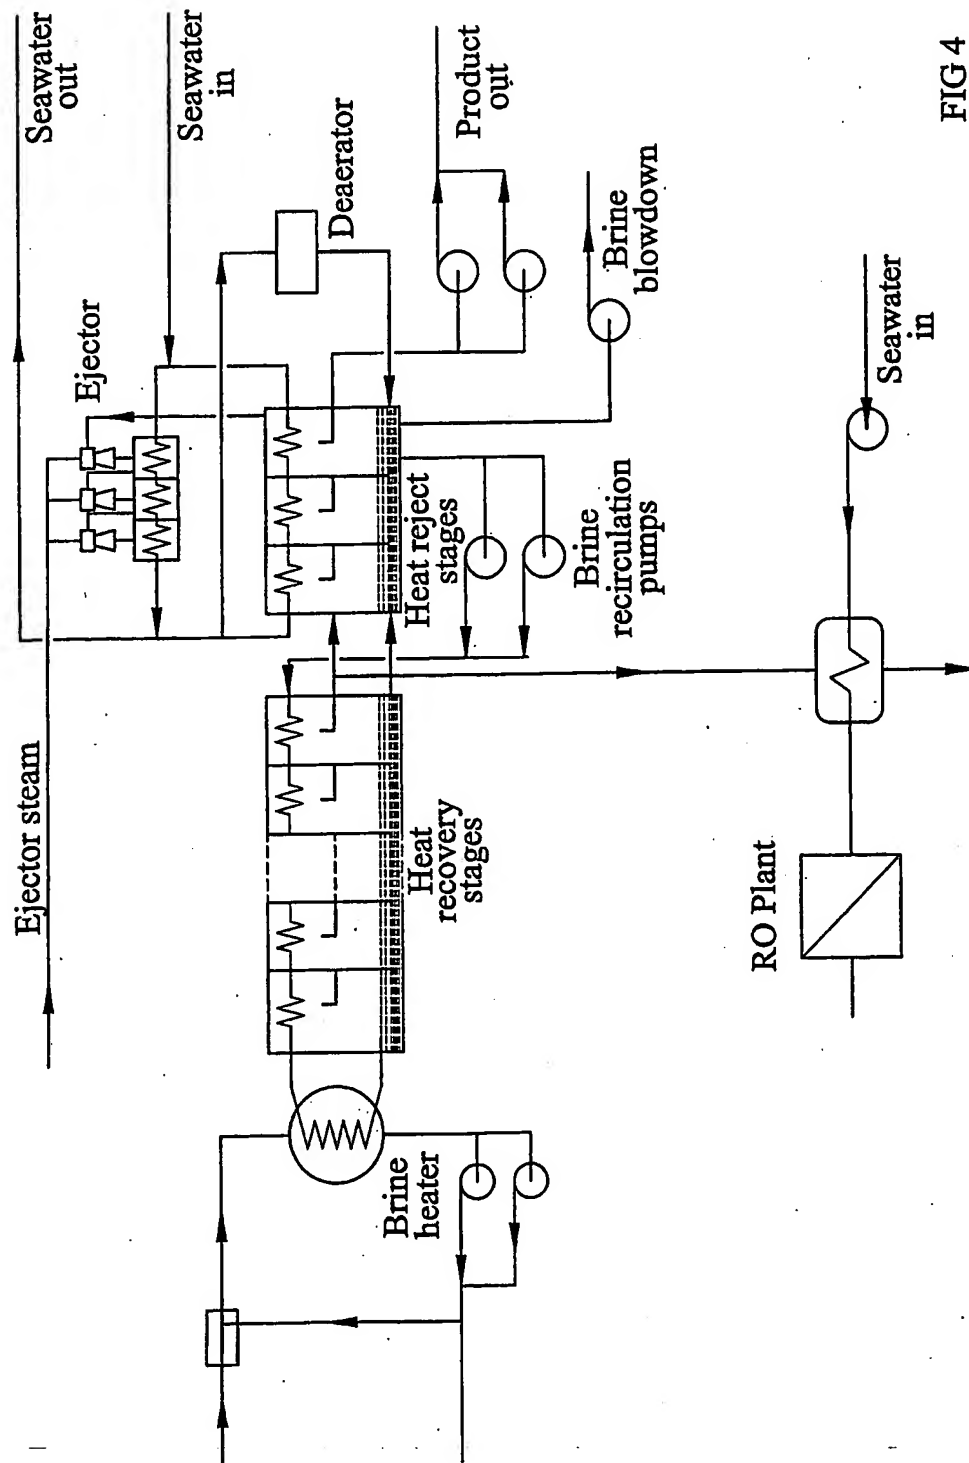 Seawater
out
Seawater
in
Ejector steam
Ejector
Deaerator
Product
out
Heat reject
stages
Brine
blowdown
Brine
recirculation
pumps
Heat
recovery
stages
Brine
heater
Seawater
in
RO Plant
FIG 4